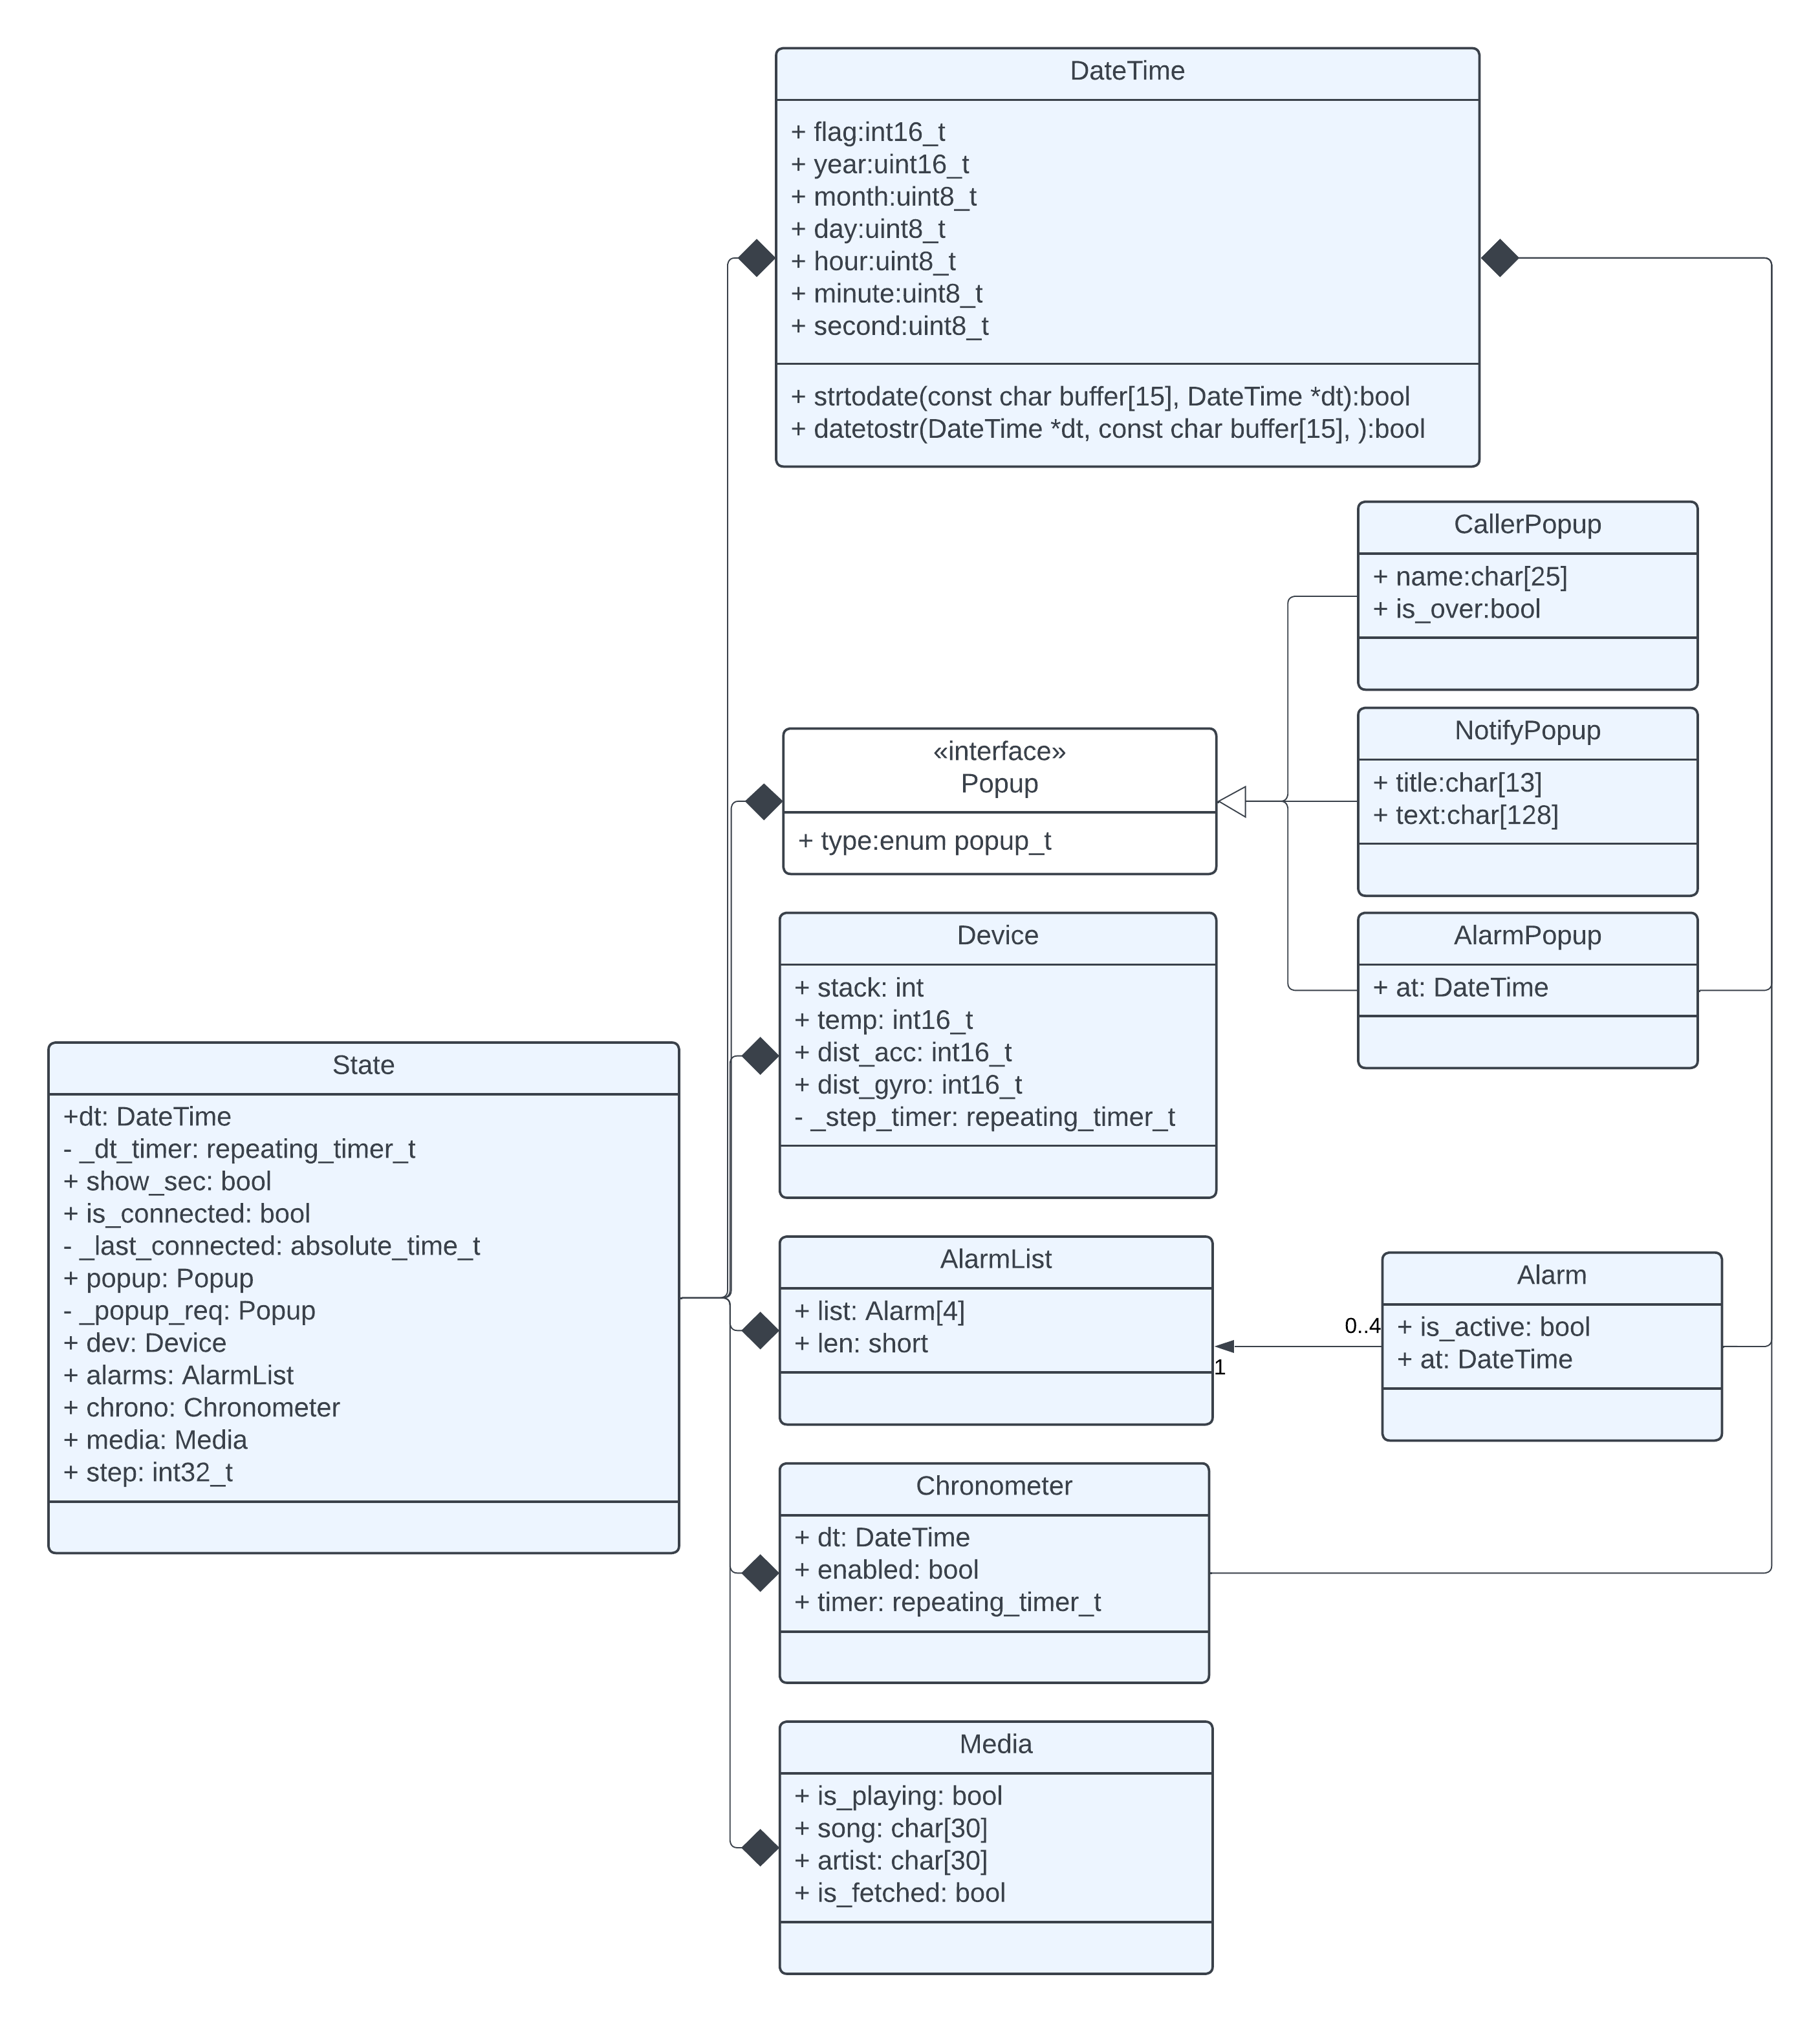 DateTime
+ flag:int16_t
+ year:uint16_t
+ month:uint8_t
+ day:uint8_t
+ hour:uint8_t
+ minute:uint8_t
+ second:uint8_t
+ strtodate(const char buffer[15], DateTime *dt):bool
+ datetostr(DateTime *dt, const char buffer[15], ):bool
CallerPopup
+ name:char[25]
+ is_over:bool
«interface»
Popup
+ type:enum popup_t
NotifyPopup
+ title:char[13]
+ text:char[128]
AlarmPopup
+ at: DateTime
Device
+ stack: int
+ temp: int16_t
+ dist_acc: int16_t
+ dist_gyro: int16_t
- _step_timer: repeating_timer_t
State
+dt: DateTime
- _dt_timer: repeating_timer_t
+ show_sec: bool
+ is_connected: bool
- _last_connected: absolute_time_t
+ popup: Popup
- _popup_req: Popup
+ dev: Device
+ alarms: AlarmList
+ chrono: Chronometer
+ media: Media
+ step: int32_t
AlarmList
+ list: Alarm[4]
+ len: short
1
0..4
Alarm
+ is_active: bool
+ at: DateTime
Chronometer
+ dt: DateTime
+ enabled: bool
+ timer: repeating_timer_t
Media
+ is_playing: bool
+ song: char[30]
+ artist: char[30]
+ is_fetched: bool